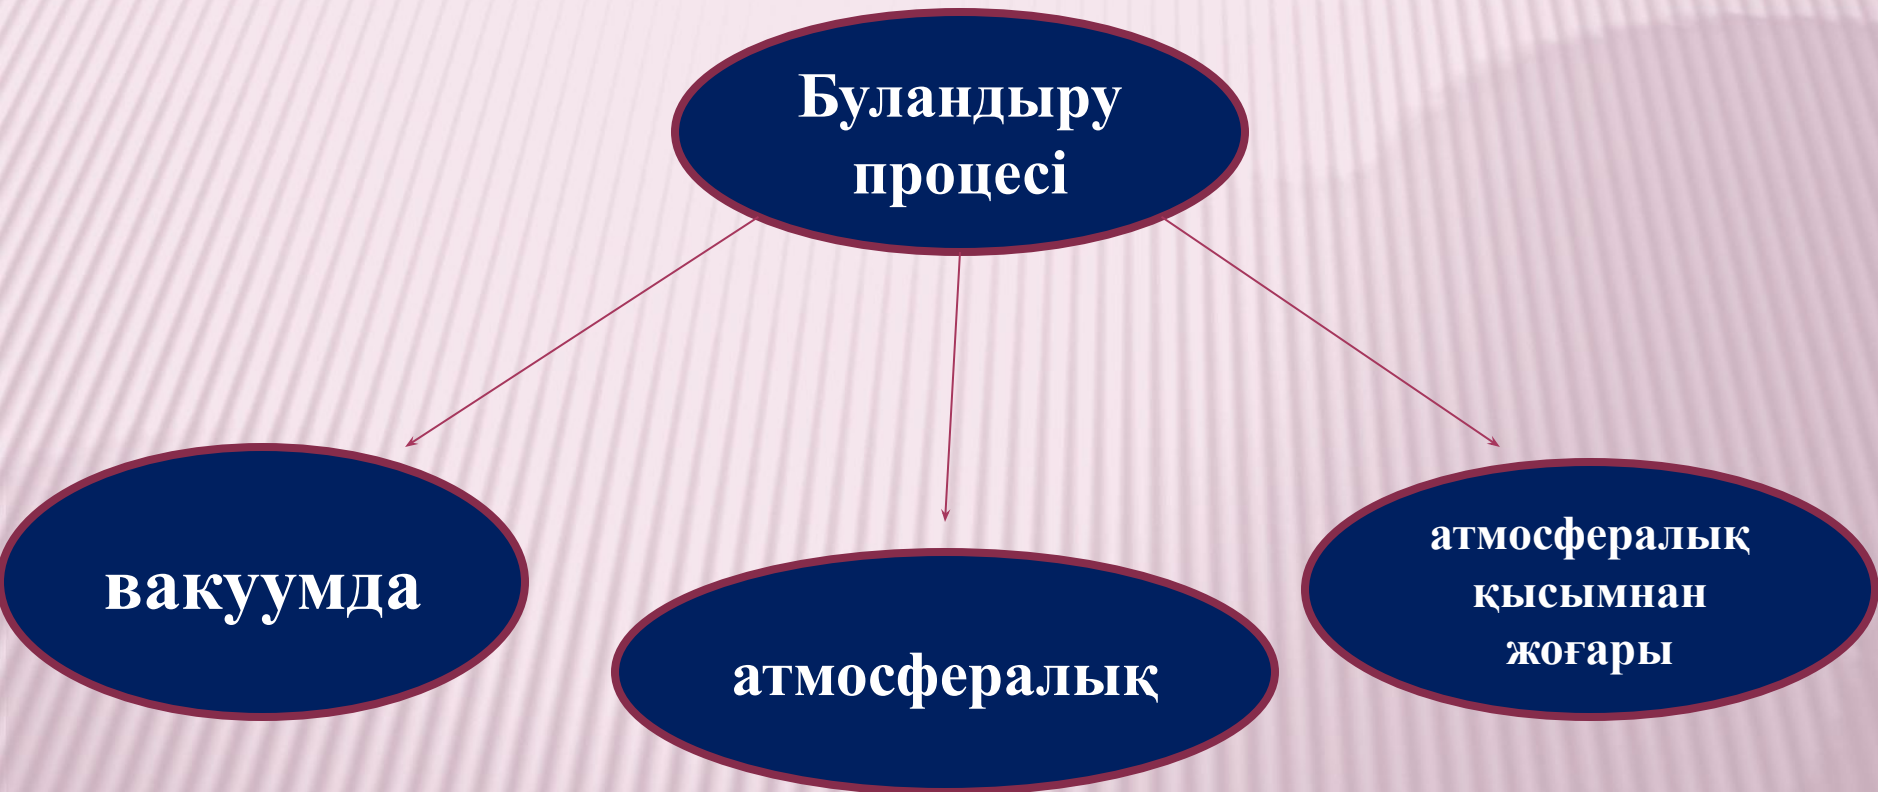 Буландыру
процесі
вакуумда
атмосфералық
атмосфералық
қысымнан
жоғары